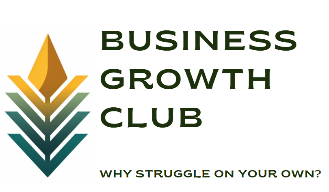 BUSINESS
GROWTH
CLUB
WHY STRUGGLE ON YOUR OWN?